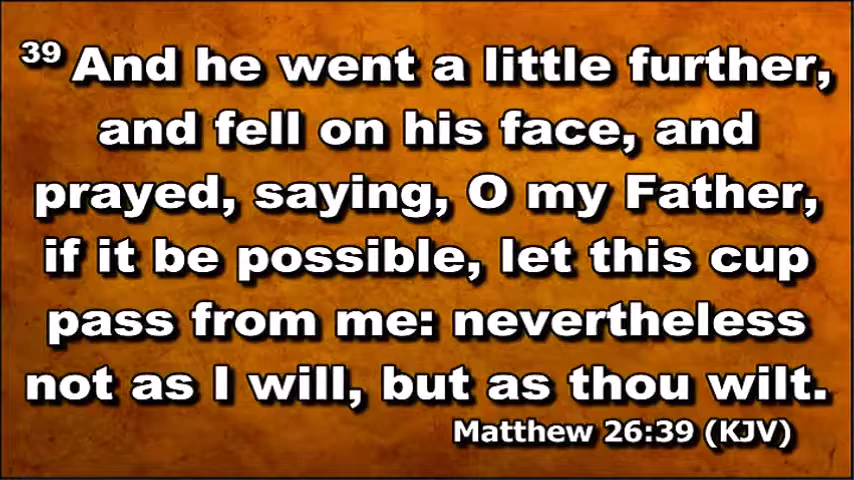 39 And he went a little further,
and fell on his face, and
prayed, saying, O my Father,
if it be possible, let this cup
pass from me: nevertheless
not as I will, but as thou wilt.
Matthew 26:39 (KJV)